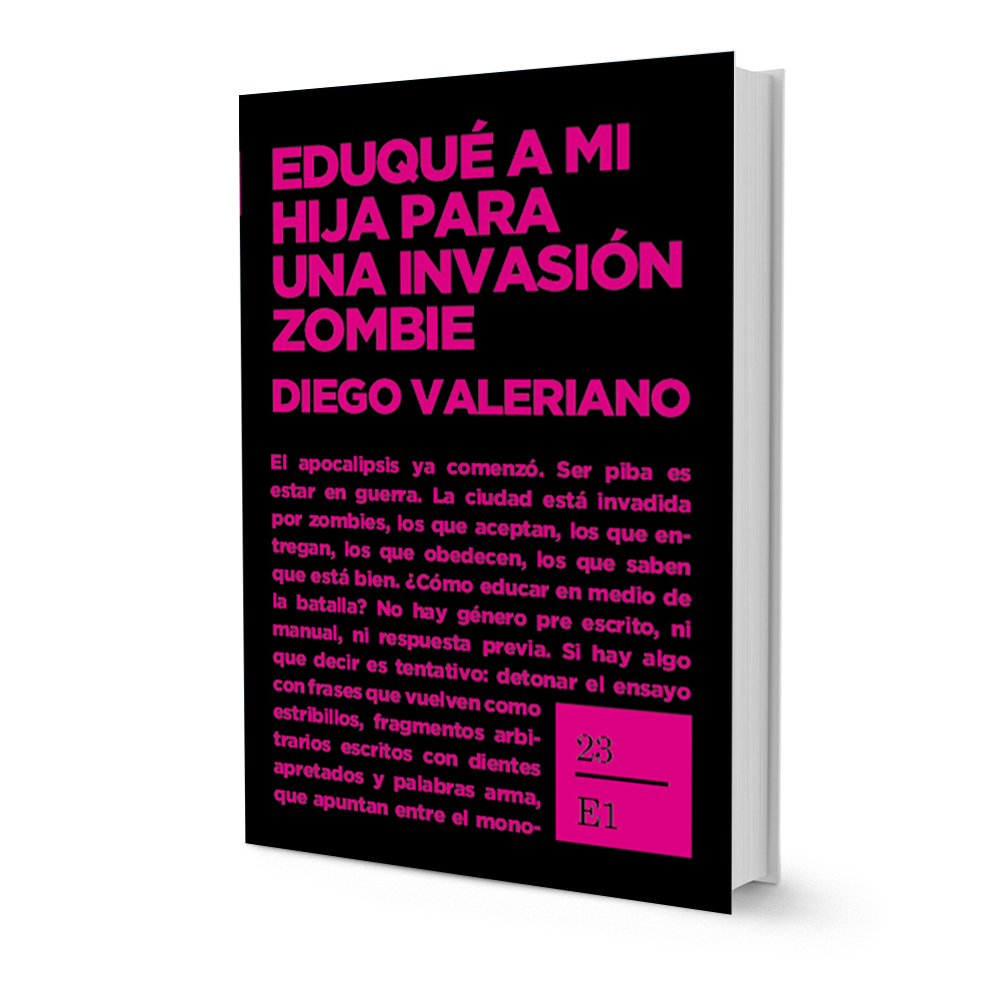 EDUQUÉ A MI
HIJA PARA
UNA INVASIÓN
ZOMBIE
DIEGO VALERIANO
El apocalipsis ya comenzó. Ser piba es
estar en guerra. La ciudad está invadida
por zombies, los que aceptan, los que en-
tregan, los que obedecen, los que saben
que está bien. ¿Cómo educar en medio de
la batalla? No hay género pre escrito, ni
manual, ni respuesta previa. Si hay algo
que decir es tentativo: detonar el ensayo
con frases que vuelven como
estribillos, fragmentos arbi-
trarios escritos con dientes
apretados y palabras arma,
que apuntan entre el mono-
23
E1